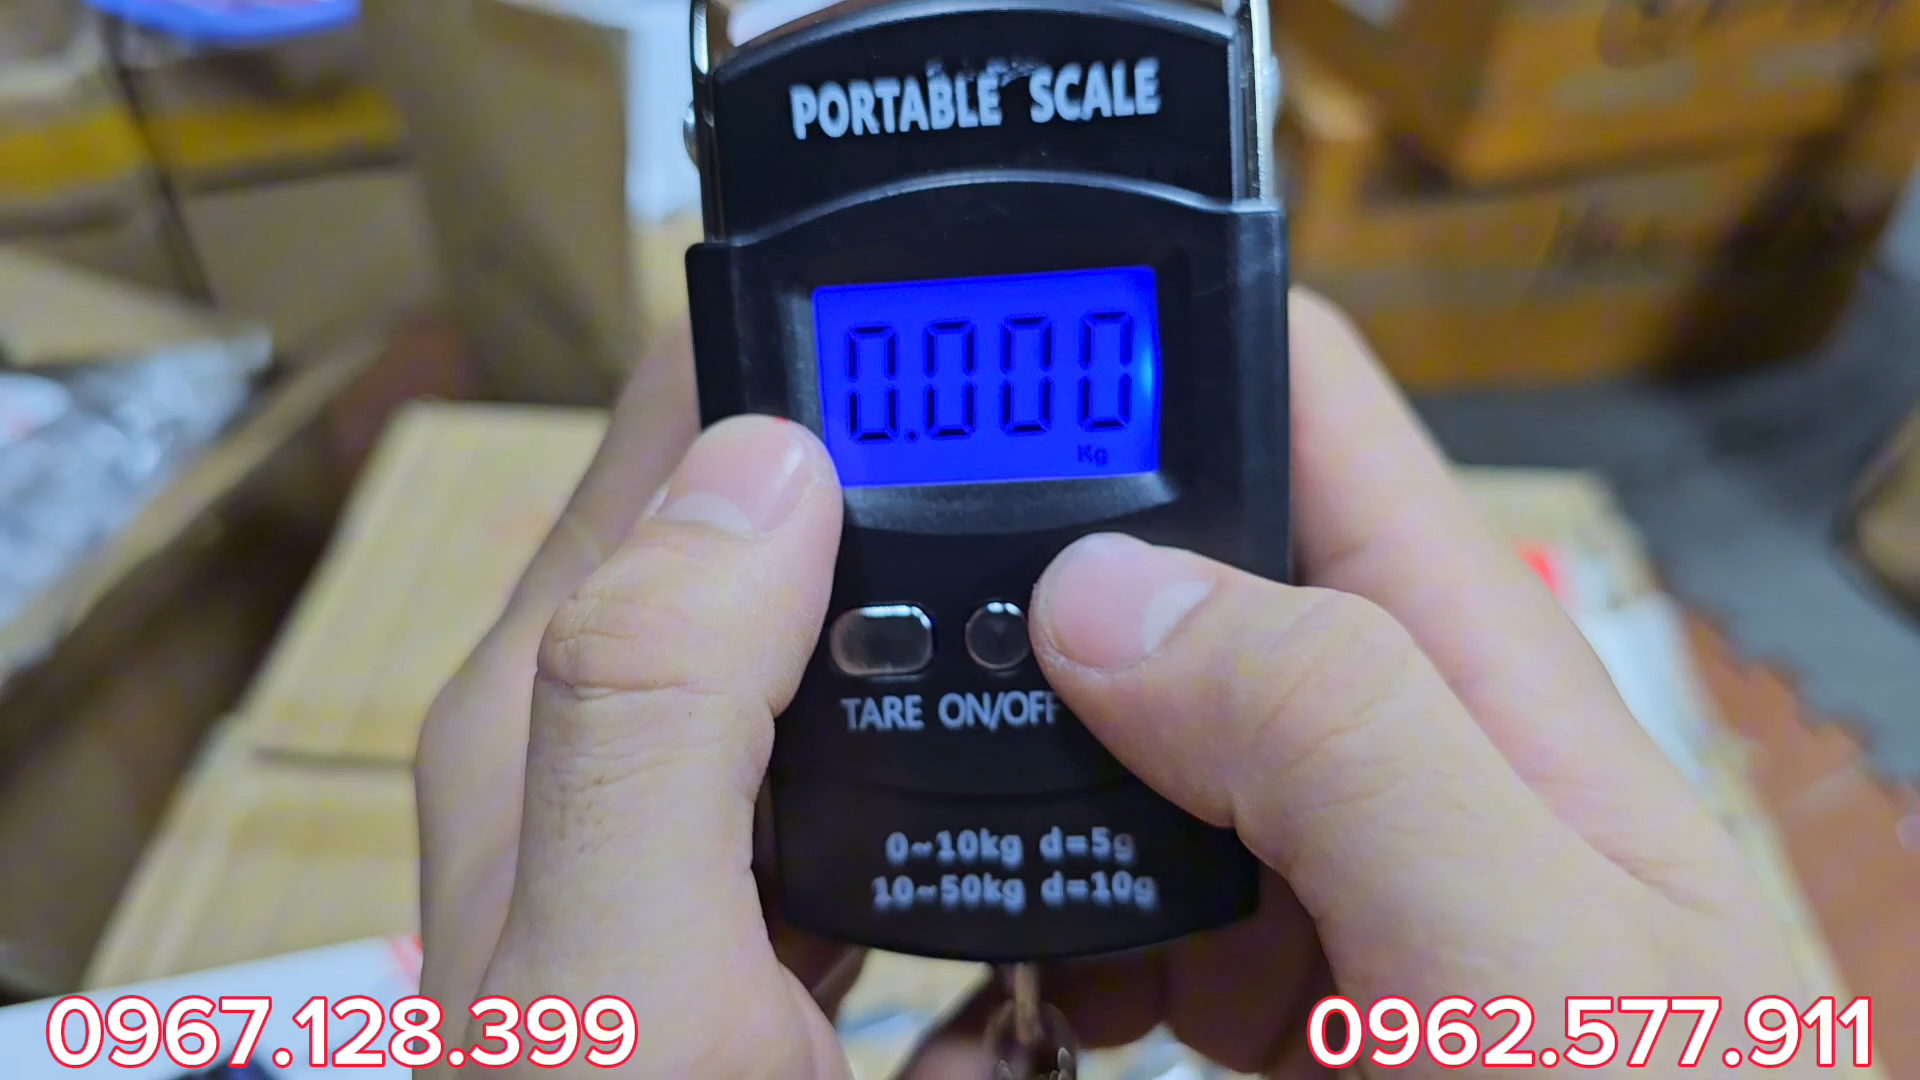 PORTABLE SCALE
0.000
Kg
TARE ON/OFF
0~10kg d=5g
10~50kg d=10g
0967.128.399
0962.577.911